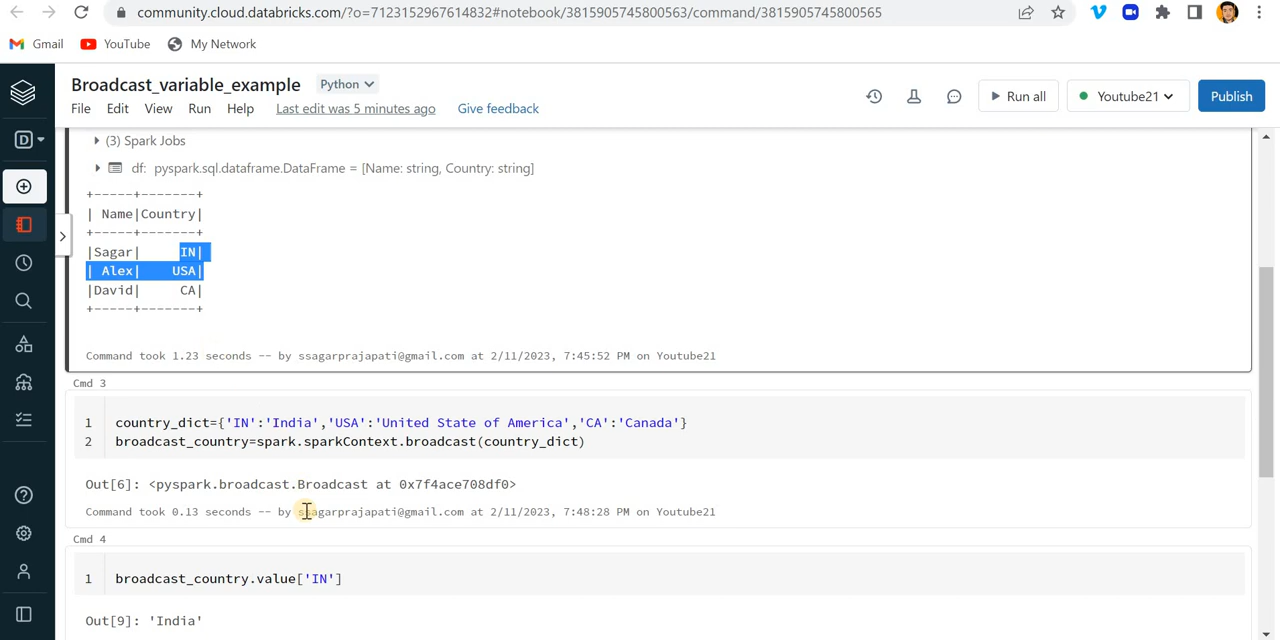 community.cloud.databricks.com/?o=7123152967614832#notebook/3815905745800563/command/3815905745800565
Gmail
YouTube
My Network
Broadcast_variable_example
Python
File
Edit
View
Run
Help
Last edit was 5 minutes ago
Give feedback
Run all
Youtube21
Publish
D
(3) Spark Jobs
df: pyspark.sql.dataframe.DataFrame = [Name: string, Country: string]
+-----+-------+
| Name|Country|
+-----+-------+
|Sagar|     IN|
| Alex|    USA|
|David|     CA|
+-----+-------+
Command took 1.23 seconds -- by ssagarprajapati@gmail.com at 2/11/2023, 7:45:52 PM on Youtube21
Cmd 3
1 country_dict={'IN':'India','USA':'United State of America','CA':'Canada'}
2 broadcast_country=spark.sparkContext.broadcast(country_dict)
Out[6]: <pyspark.broadcast.Broadcast at 0x7f4ace708df0>
Command took 0.13 seconds -- by ssagarprajapati@gmail.com at 2/11/2023, 7:48:28 PM on Youtube21
Cmd 4
1 broadcast_country.value['IN']
Out[9]: 'India'